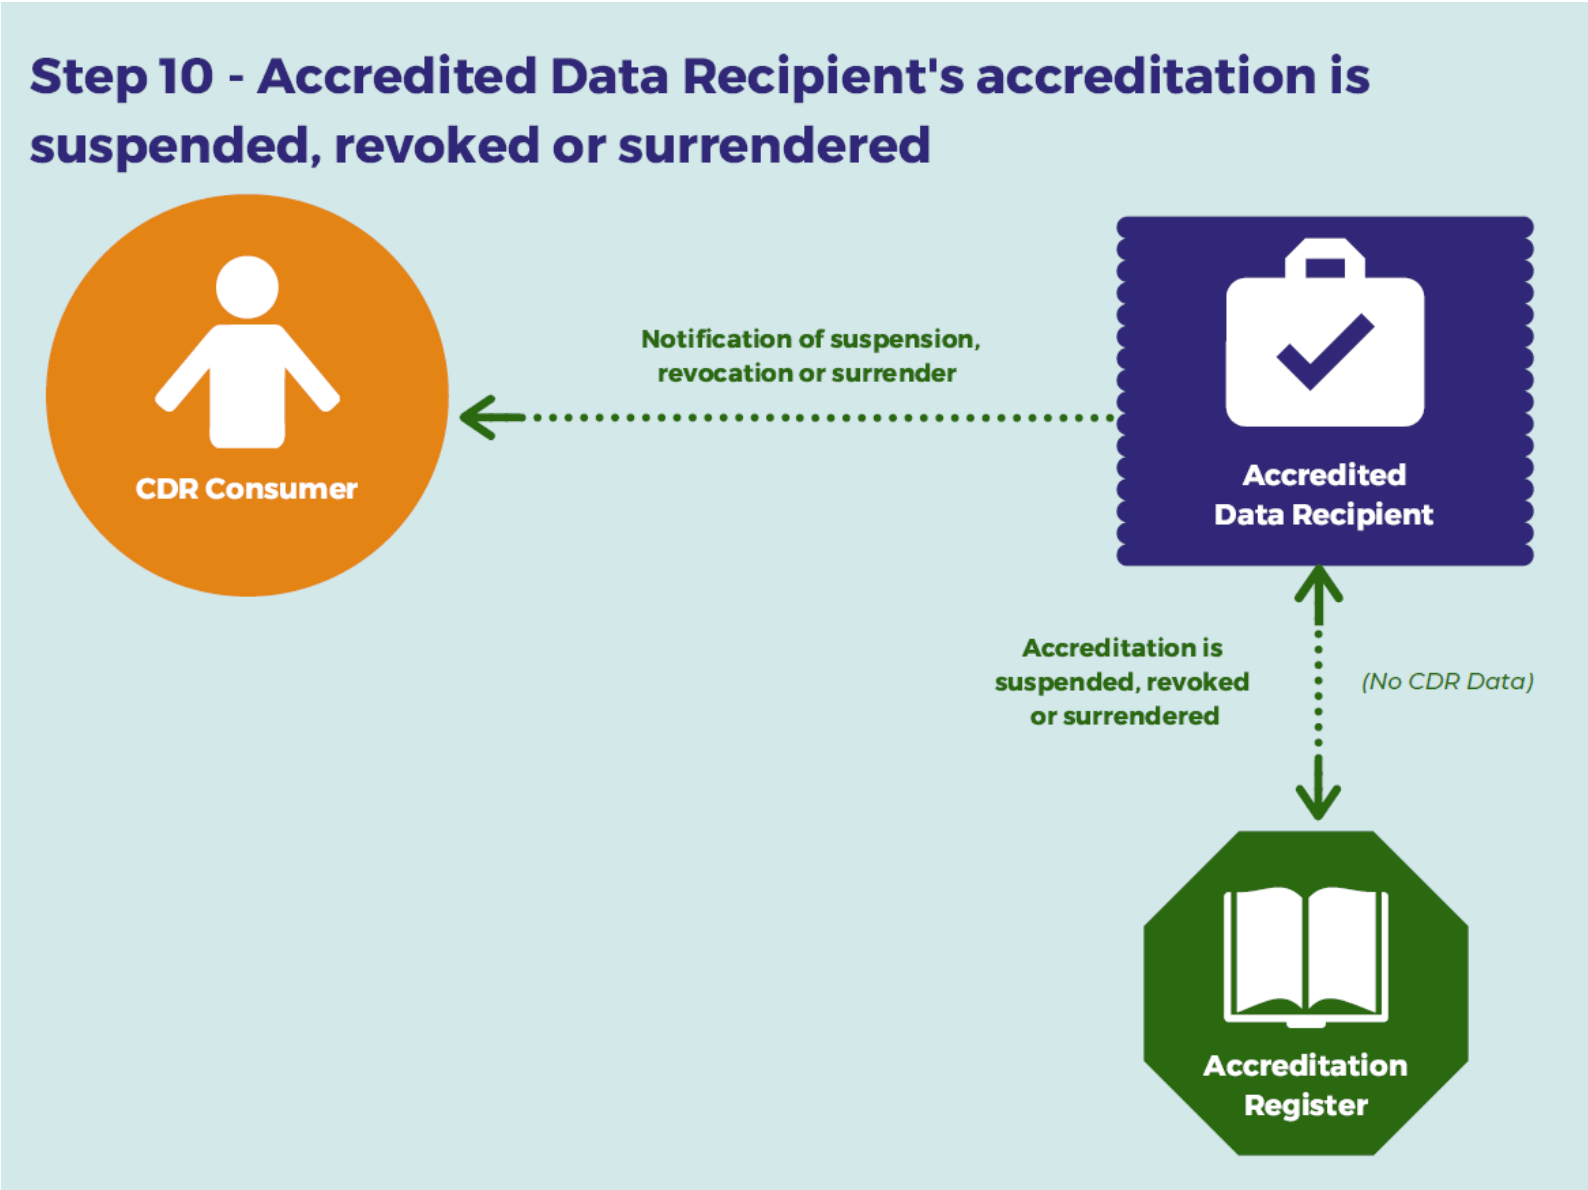 Step 10 - Accredited Data Recipient's accreditation is
suspended, revoked or surrendered
Notification of suspension,
revocation or surrender
CDR Consumer
Accredited
Data Recipient
Accreditation is
suspended, revoked
or surrendered
(No CDR Data)
Accreditation
Register